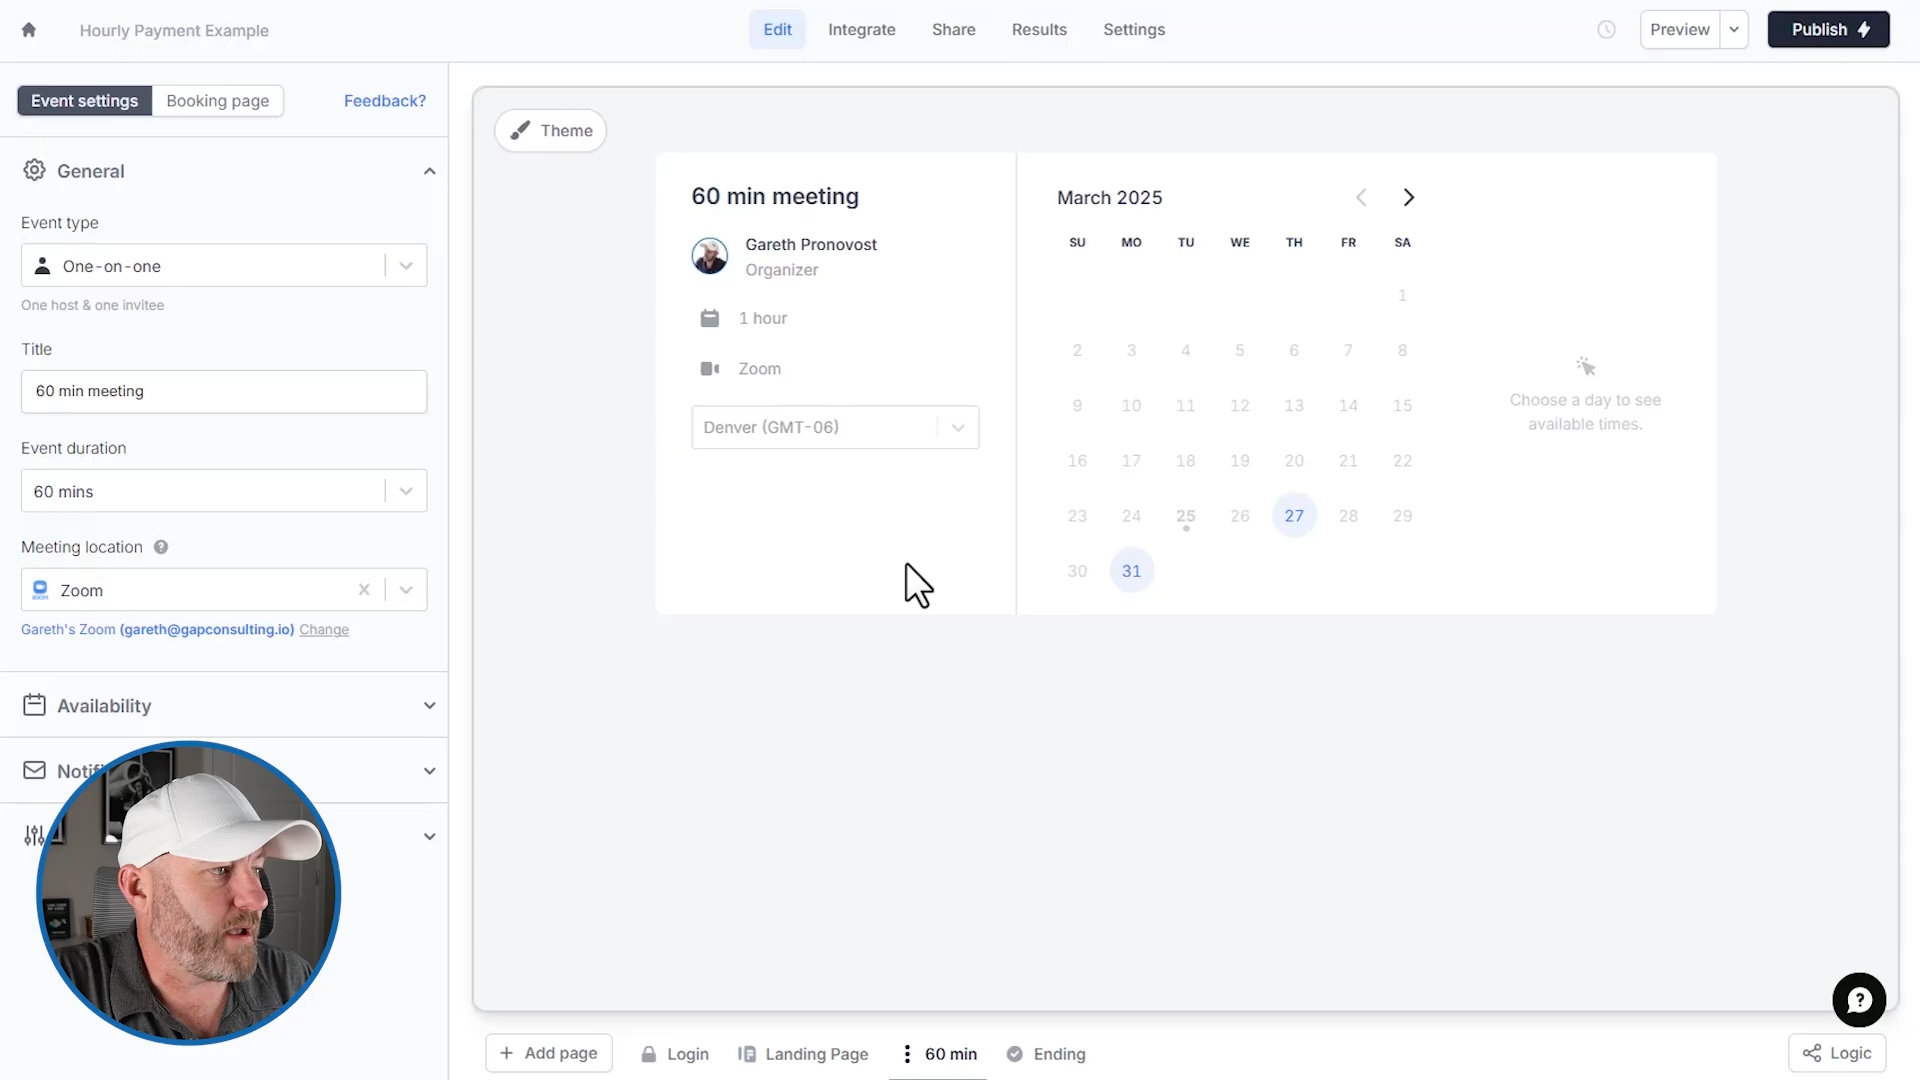 Hourly Payment Example
Edit
Integrate
Share
Results
Settings
Preview
Publish
Event settings
Booking page
Feedback?
General
Event type
One-on-one
One host & one invitee
Title
60 min meeting
Event duration
60 mins
Meeting location
Zoom
Gareth's Zoom (gareth@gapconsulting.io) Change
Availability
Theme
60 min meeting
Gareth Pronovost
Organizer
1 hour
Zoom
Denver (GMT-06)
March 2025
SU MO TU WE TH FR SA
1
2 3 4 5 6 7 8
9 10 11 12 13 14 15
16 17 18 19 20 21 22
23 24 25 26 27 28 29
30 31
Choose a day to see
available times.
Add page
Login
Landing Page
60 min
Ending
Logic